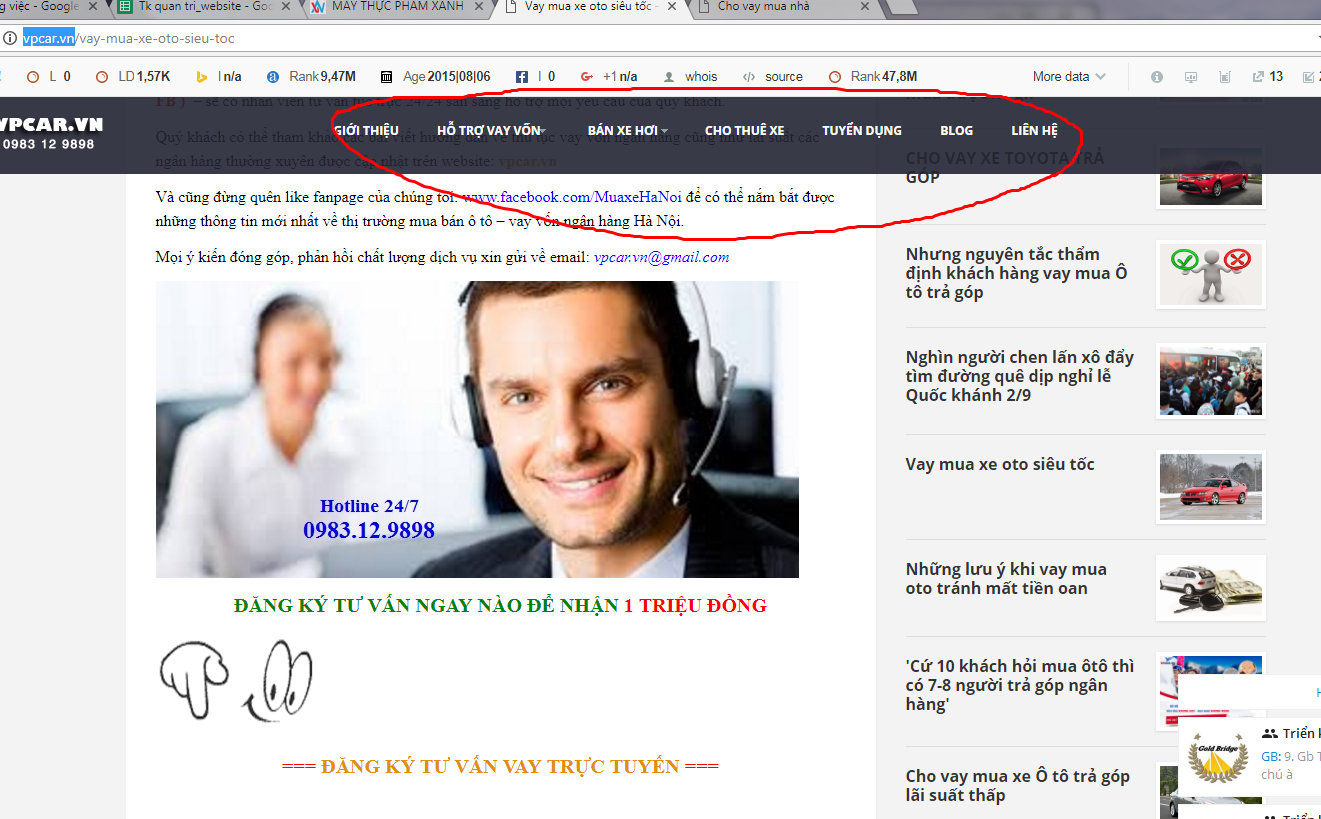 ng việc - Google
Tk quan tri_website - Goo
MÁY THỰC PHẨM XANH
Vay mua xe oto siêu tốc -
Cho vay mua nhà
vpcar.vn/vay-mua-xe-oto-sieu-toc
L 0
LD 1,57K
I n/a
Rank 9,47M
Age 2015|08|06
I 0
+1 n/a
whois
source
Rank 47,8M
More data
13
FB ) – sẽ có nhân viên tư vấn túc trực 24/24 sẵn sàng hỗ trợ mọi yêu cầu của quý khách.
VPCAR.VN
0983 12 9898
GIỚI THIỆU
HỖ TRỢ VAY VỐN
BÁN XE HƠI
CHO THUÊ XE
TUYỂN DỤNG
BLOG
LIÊN HỆ
Quý khách có thể tham khảo các bài viết hướng dẫn về thủ tục vay vốn ngân hàng cũng như lãi suất các
ngân hàng thường xuyên được cập nhật trên website: vpcar.vn
Và cũng đừng quên like fanpage của chúng tôi: www.facebook.com/MuaxeHaNoi để có thể nắm bắt được
những thông tin mới nhất về thị trường mua bán ô tô – vay vốn ngân hàng Hà Nội.
Mọi ý kiến đóng góp, phản hồi chất lượng dịch vụ xin gửi về email: vpcar.vn@gmail.com
Hotline 24/7
0983.12.9898
ĐĂNG KÝ TƯ VẤN NGAY NÀO ĐỂ NHẬN 1 TRIỆU ĐỒNG
=== ĐĂNG KÝ TƯ VẤN VAY TRỰC TUYẾN ===
CHO VAY XE TOYOTA TRẢ
GÓP
Nhưng nguyên tắc thẩm
định khách hàng vay mua Ô
tô trả góp
Nghìn người chen lấn xô đẩy
tìm đường quê dịp nghỉ lễ
Quốc khánh 2/9
Vay mua xe oto siêu tốc
Những lưu ý khi vay mua
oto tránh mất tiền oan
'Cứ 10 khách hỏi mua ôtô thì
có 7-8 người trả góp ngân
hàng'
Cho vay mua xe Ô tô trả góp
lãi suất thấp
Gold Bridge
Triển k
GB: 9. Gb T
chú à